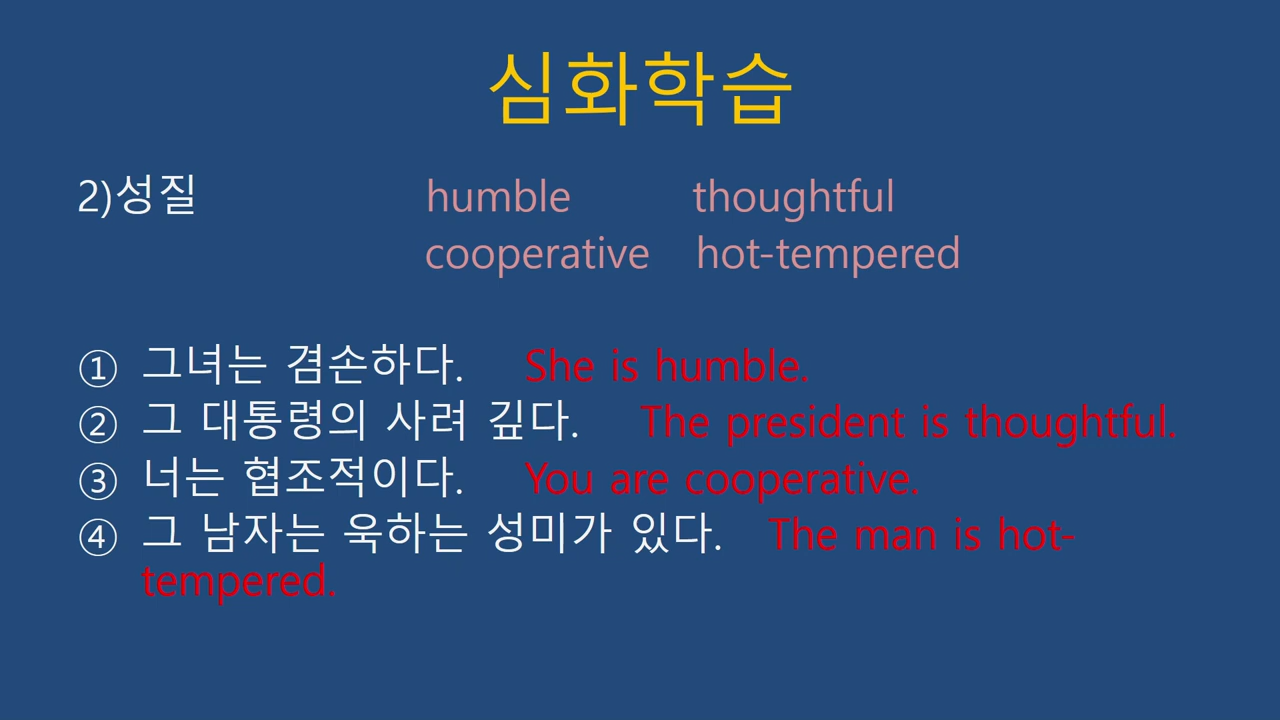 심화학습
2)성질 humble thoughtful
cooperative hot-tempered
① 그녀는 겸손하다. She is humble.
② 그 대통령의 사려 깊다. The president is thoughtful.
③ 너는 협조적이다. You are cooperative.
④ 그 남자는 욱하는 성미가 있다. The man is hot-
tempered.